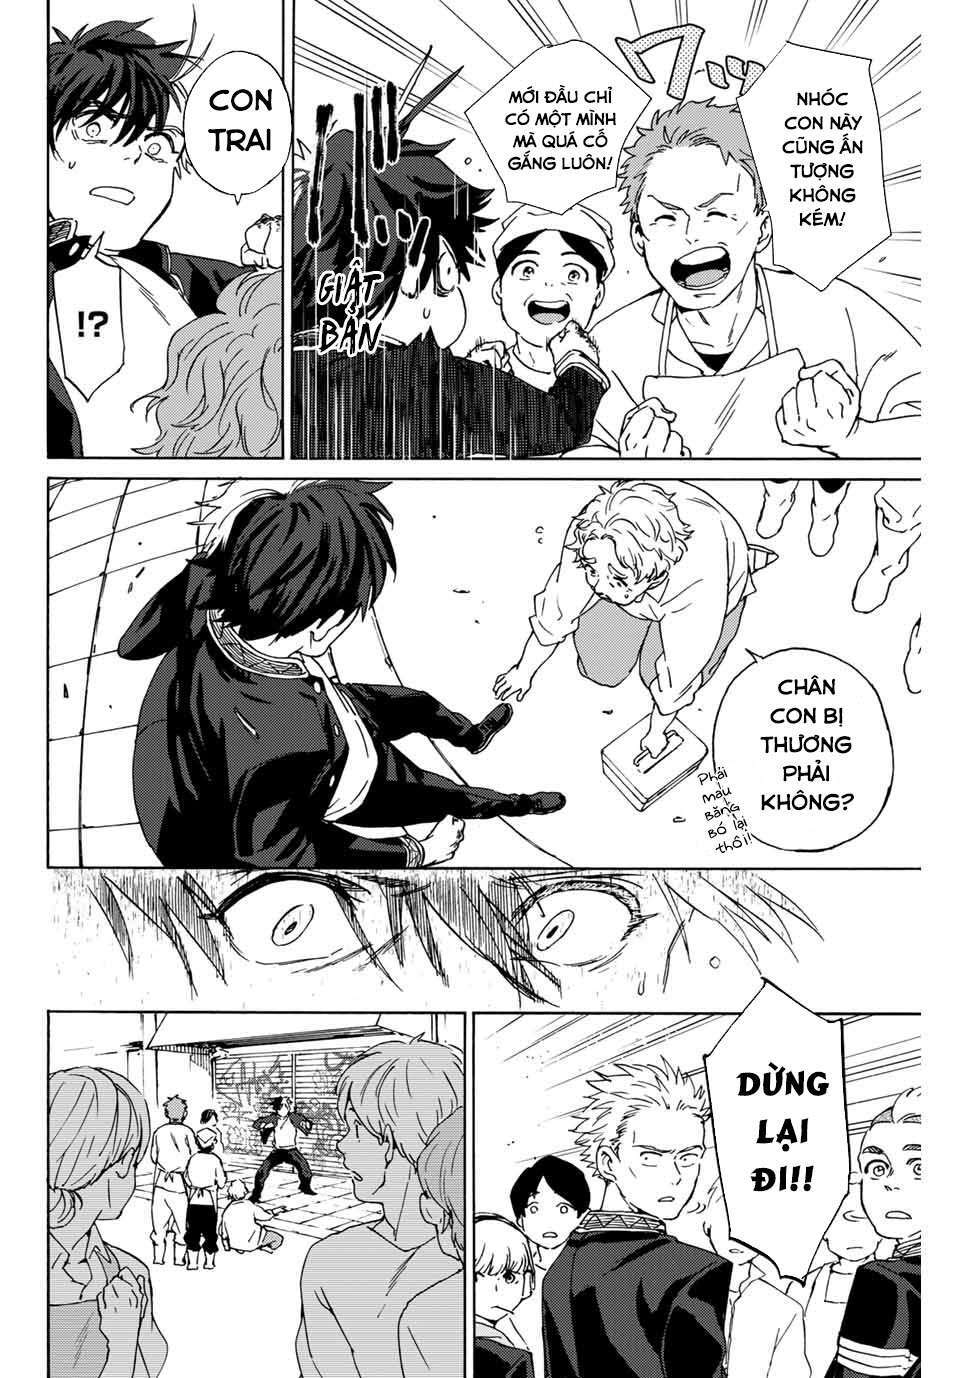 NHÓC
CON NÀY
CŨNG ẤN
TƯỢNG
KHÔNG
KÉM!
MỚI ĐẦU CHỈ
CÓ MỘT MÌNH
MÀ QUÁ CỐ
GẮNG LUÔN!
GIẬT
BẮN
CON
TRAI
!?
CHÂN
CON BỊ
THƯƠNG
PHẢI
KHÔNG?
Phải
mau
băng
bó lại
thôi!
DỪNG
LẠI
ĐI!!